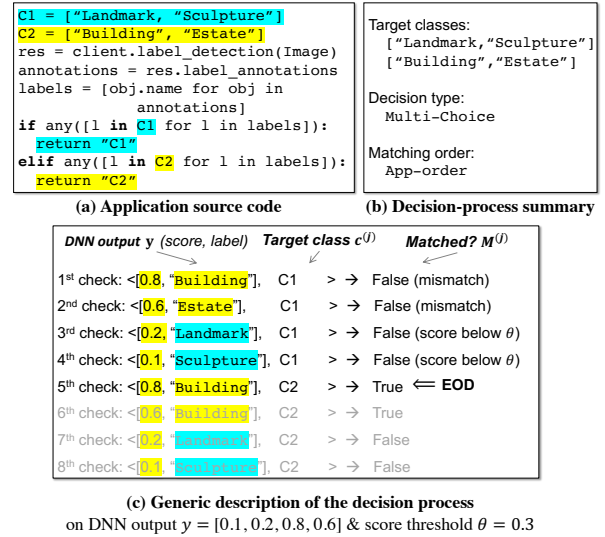 C1 = ["Landmark, "Sculpture"]
C2 = ["Building", "Estate"]
res = client.label_detection(Image)
annotations = res.label_annotations
labels = [obj.name for obj in
annotations]
if any([l in C1 for l in labels]):
return "C1"
elif any([l in C2 for l in labels]):
return "C2"
(a) Application source code
Target classes:
["Landmark,"Sculpture"]
["Building","Estate"]
Decision type:
Multi-Choice
Matching order:
App-order
(b) Decision-process summary
DNN output y (score, label) Target class c^(j) Matched? M^(j)
1st check: <[0.8, "Building"], C1 > → False (mismatch)
2nd check: <[0.6, "Estate"], C1 > → False (mismatch)
3rd check: <[0.2, "Landmark"], C1 > → False (score below θ)
4th check: <[0.1, "Sculpture"], C1 > → False (score below θ)
5th check: <[0.8, "Building"], C2 > → True ⟸ EOD
6th check: <[0.6, "Building"], C2 > → True
7th check: <[0.2, "Landmark"], C2 > → False
8th check: <[0.1, "Sculpture"], C2 > → False
(c) Generic description of the decision process
on DNN output y = [0.1, 0.2, 0.8, 0.6] & score threshold θ = 0.3